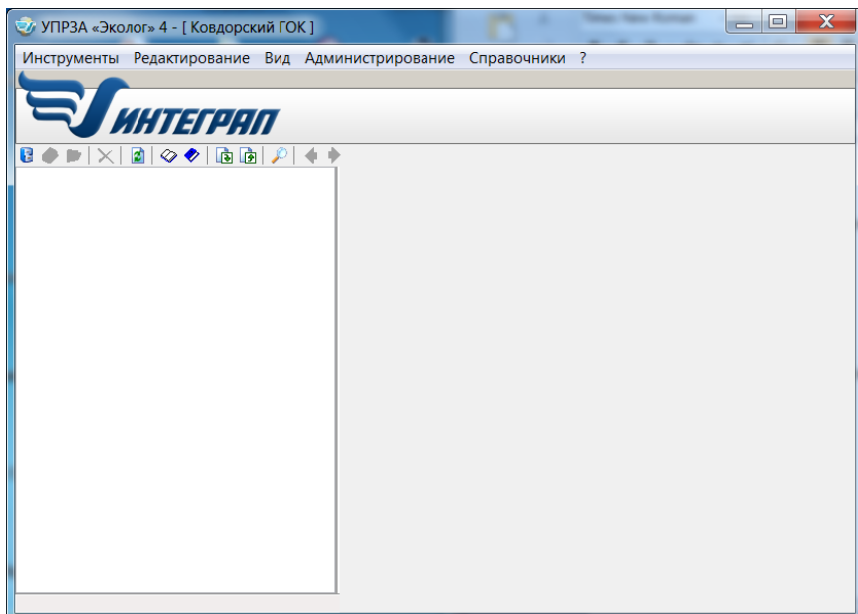 УПРЗА «Эколог» 4 - [ Ковдорский ГОК ]
Инструменты Редактирование Вид Администрирование Справочники ?
ИНТЕГРАЛ